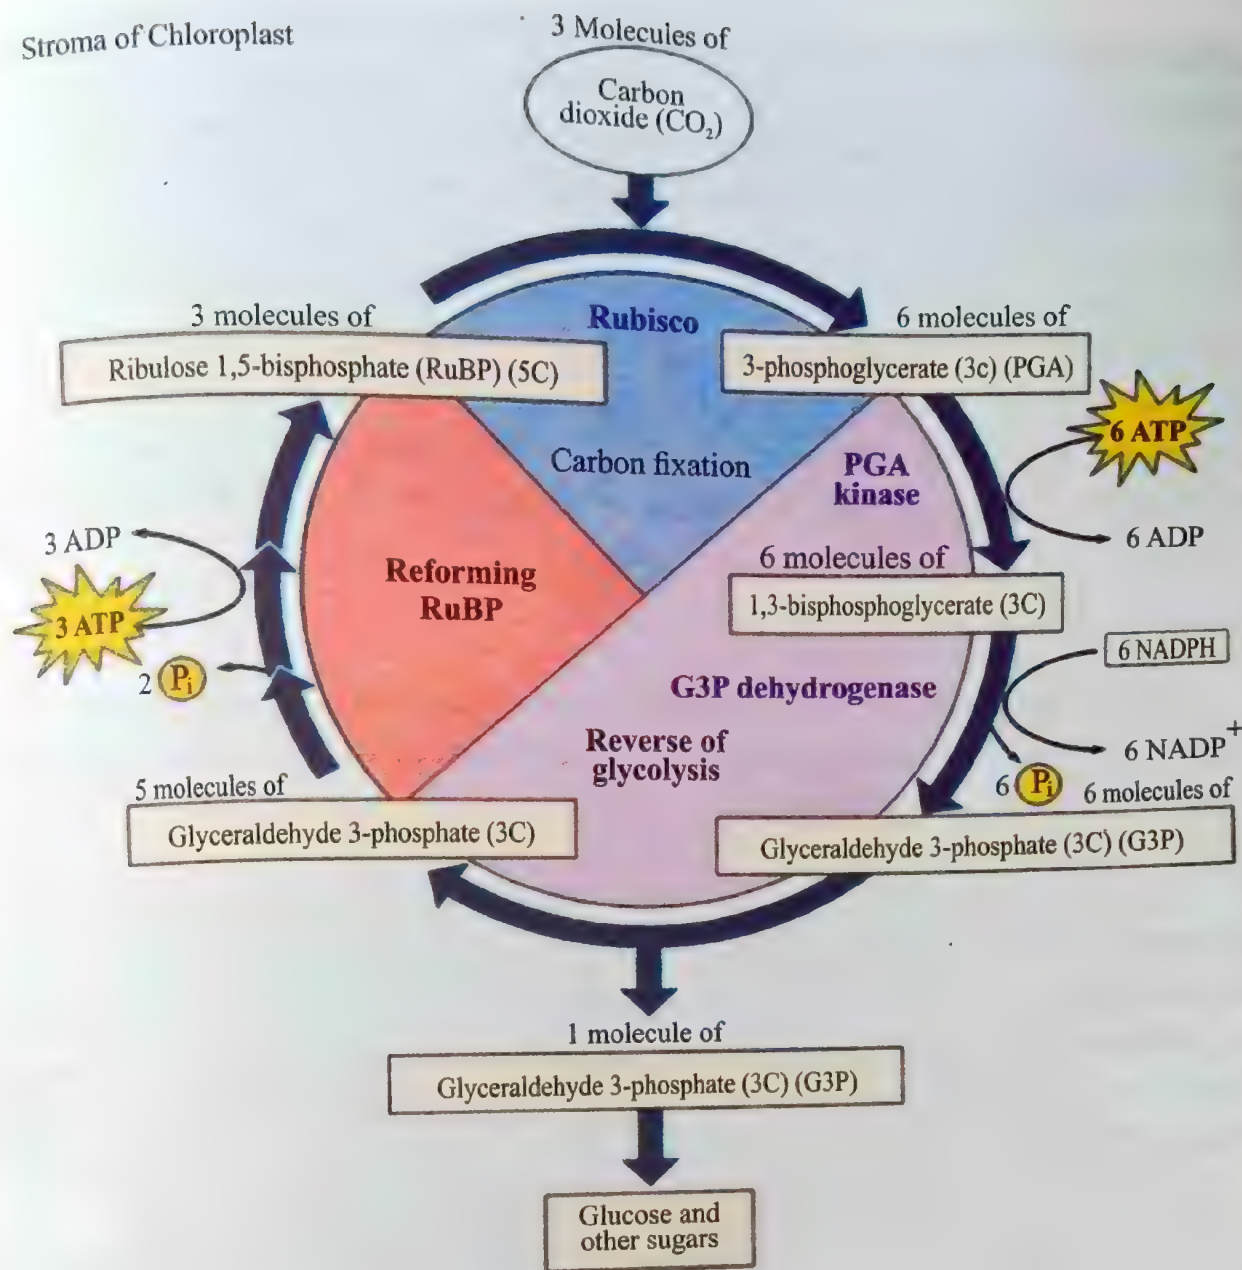 Stroma of Chloroplast
3 Molecules of
Carbon
dioxide (CO₂)
3 molecules of
Ribulose 1,5-bisphosphate (RuBP) (5C)
Rubisco
6 molecules of
3-phosphoglycerate (3c) (PGA)
Carbon fixation
PGA
kinase
6 ATP
6 ADP
3 ADP
3 ATP
2 Pi
Reforming
RuBP
6 molecules of
1,3-bisphosphoglycerate (3C)
6 NADPH
G3P dehydrogenase
6 NADP+
Reverse of
glycolysis
6 Pi
6 molecules of
Glyceraldehyde 3-phosphate (3C) (G3P)
5 molecules of
Glyceraldehyde 3-phosphate (3C)
1 molecule of
Glyceraldehyde 3-phosphate (3C) (G3P)
Glucose and
other sugars